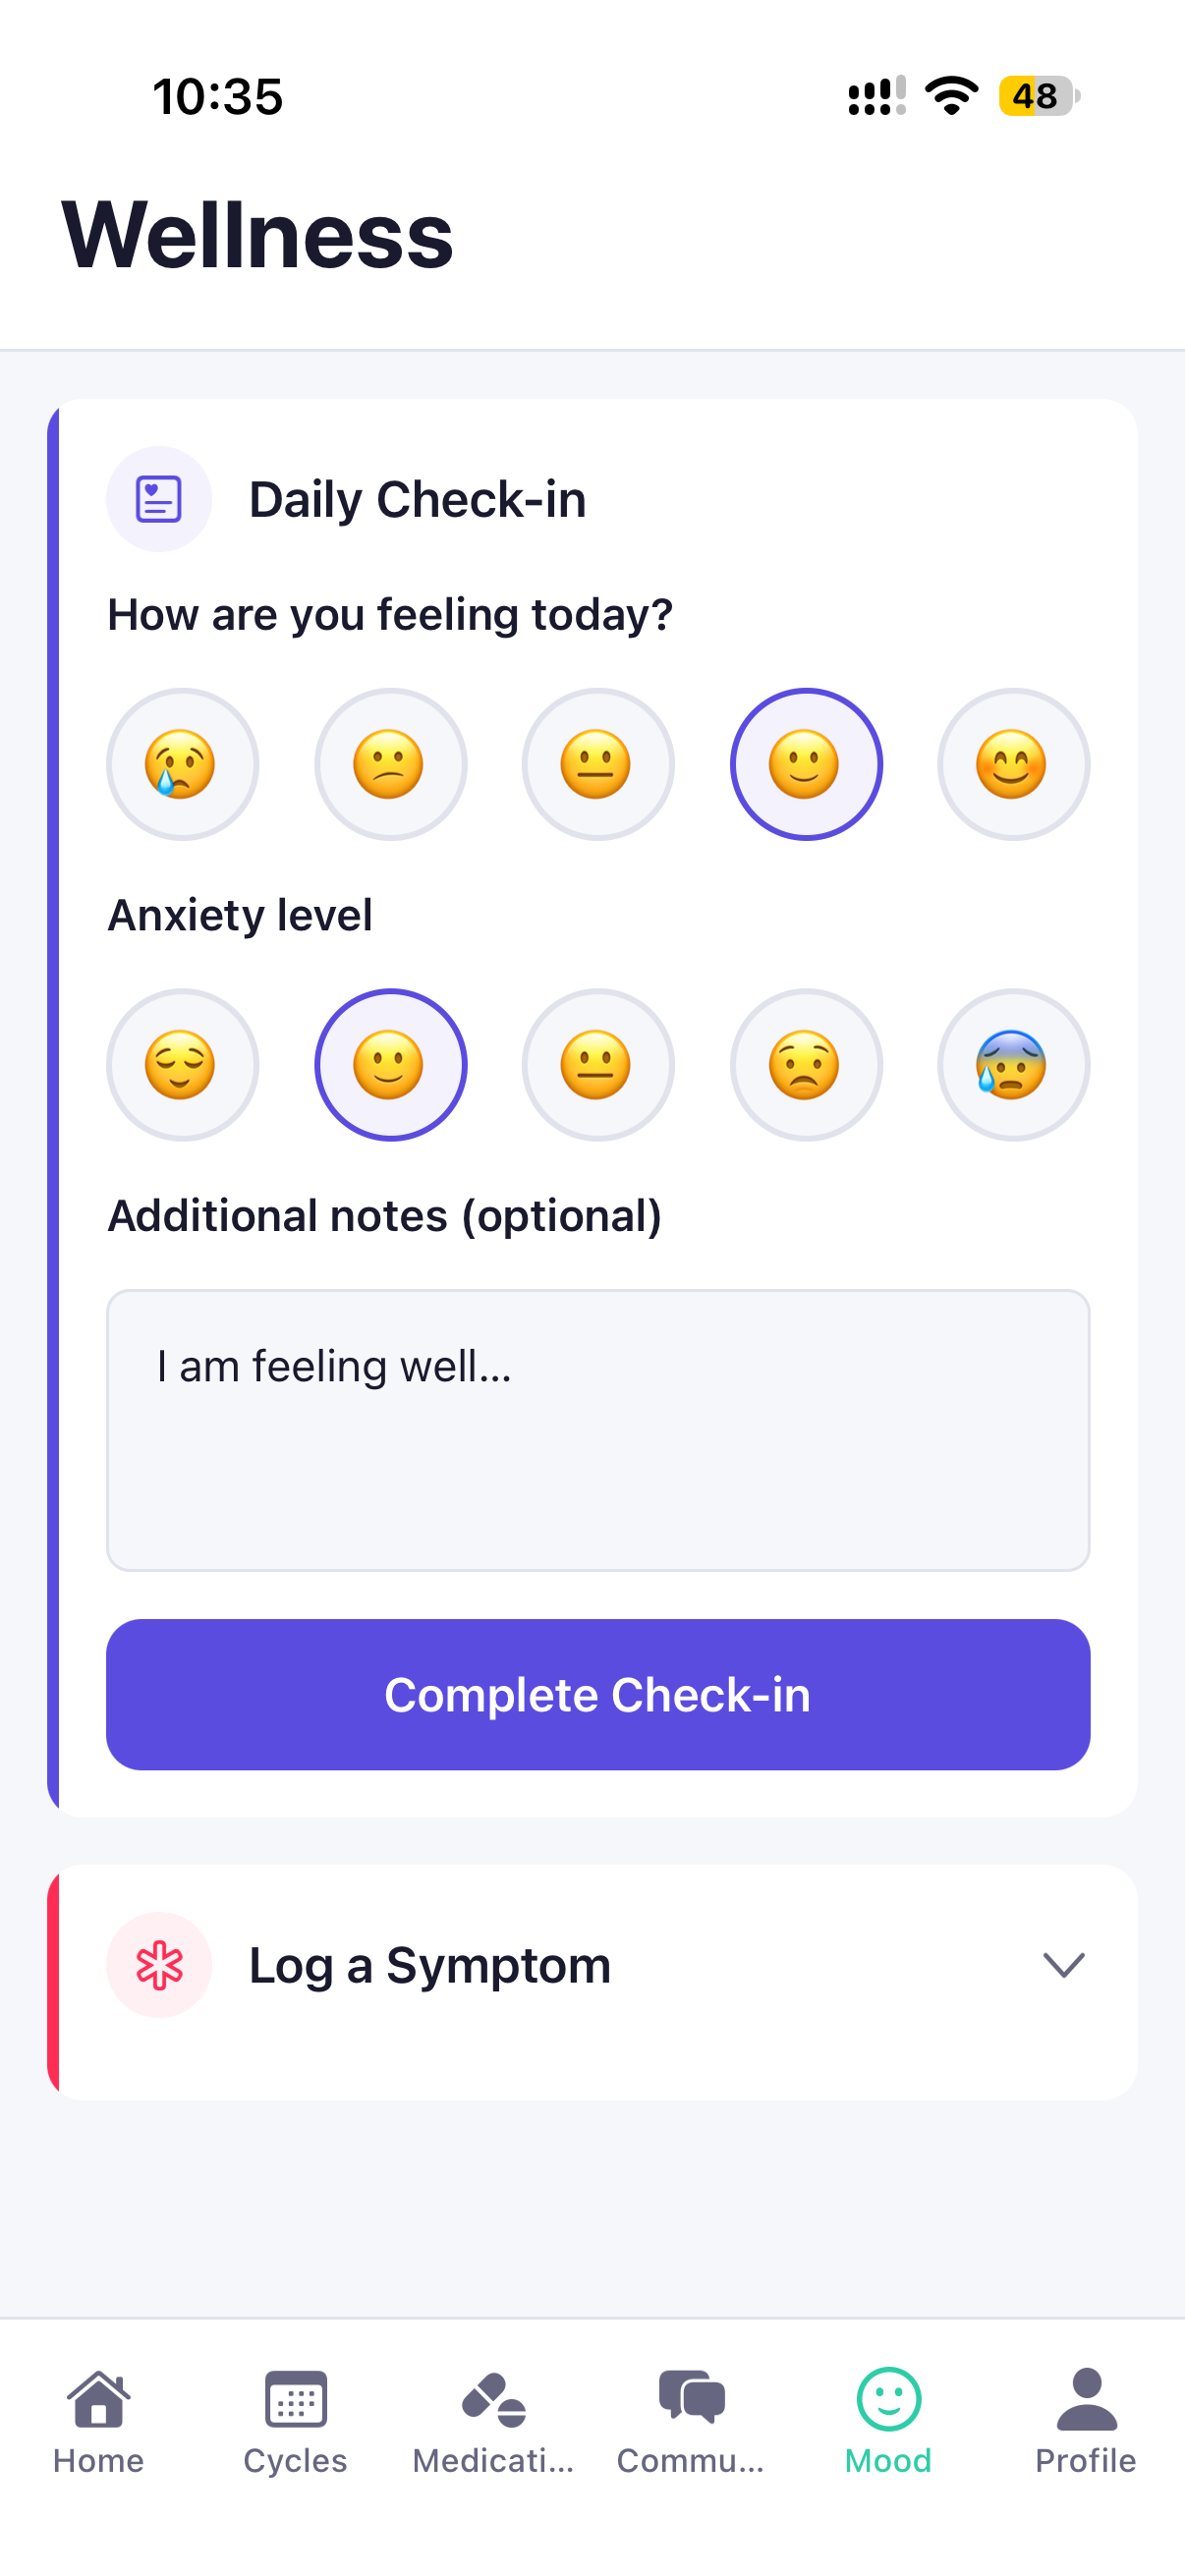 10:35
48
Wellness
Daily Check-in
How are you feeling today?
Anxiety level
Additional notes (optional)
I am feeling well...
Complete Check-in
Log a Symptom
Home
Cycles
Medicati...
Commu...
Mood
Profile